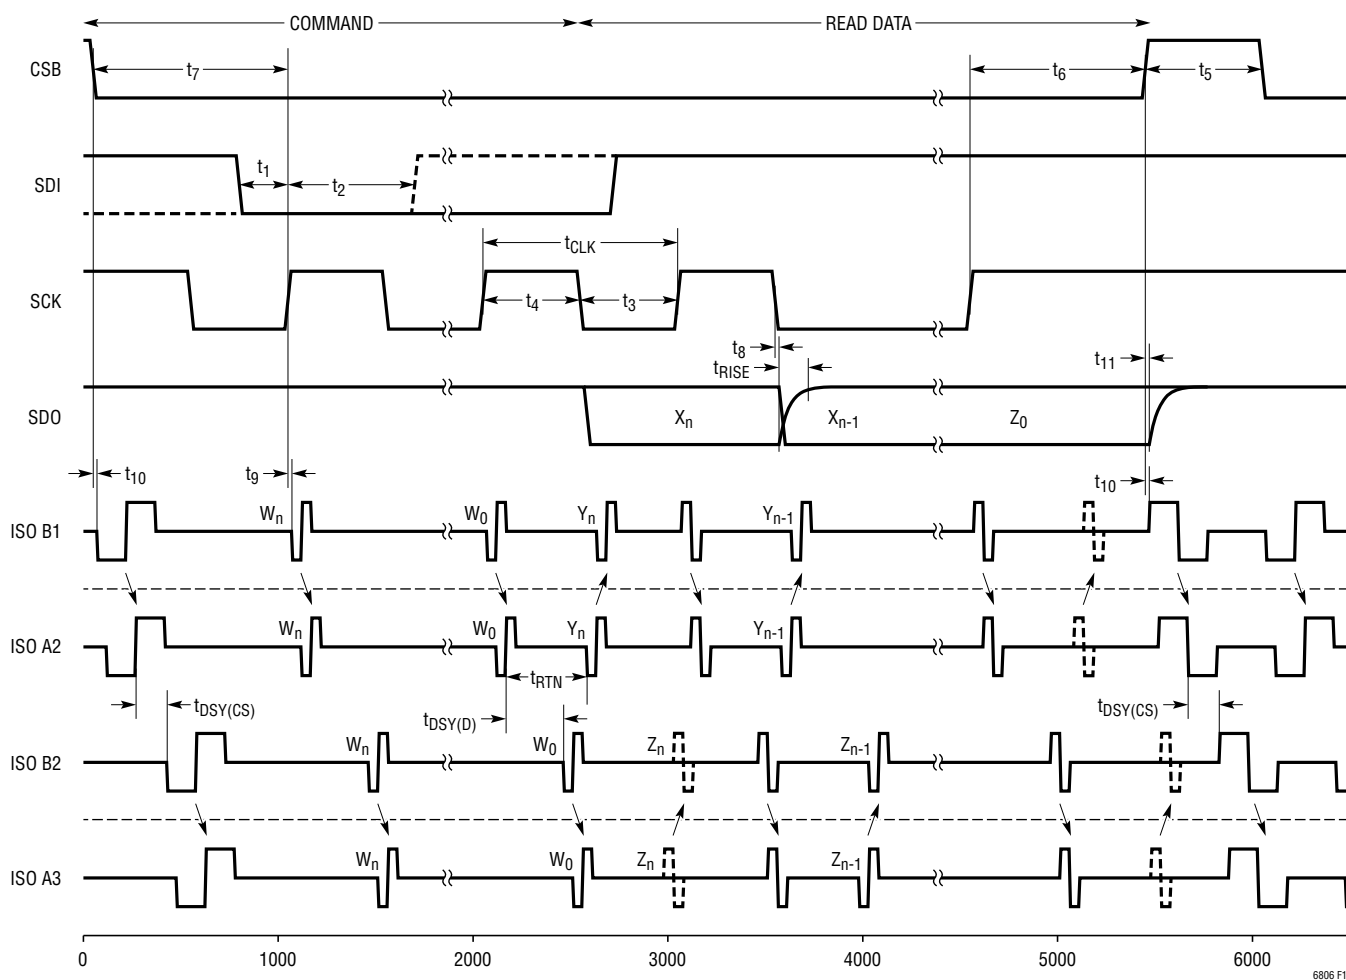 COMMAND READ DATA
CSB t7 t6 t5
SDI t1 t2
tCLK
SCK t4 t3
t8 t11
tRISE
SDO Xn Xn-1 Z0
t10 t9 t10
Wn W0 Yn Yn-1
ISO B1
Wn W0 Yn Yn-1
ISO A2
tRTN
tDSY(CS) tDSY(D) tDSY(CS)
Wn W0 Zn Zn-1
ISO B2
Wn W0 Zn Zn-1
ISO A3
0 1000 2000 3000 4000 5000 6000
6806 F1